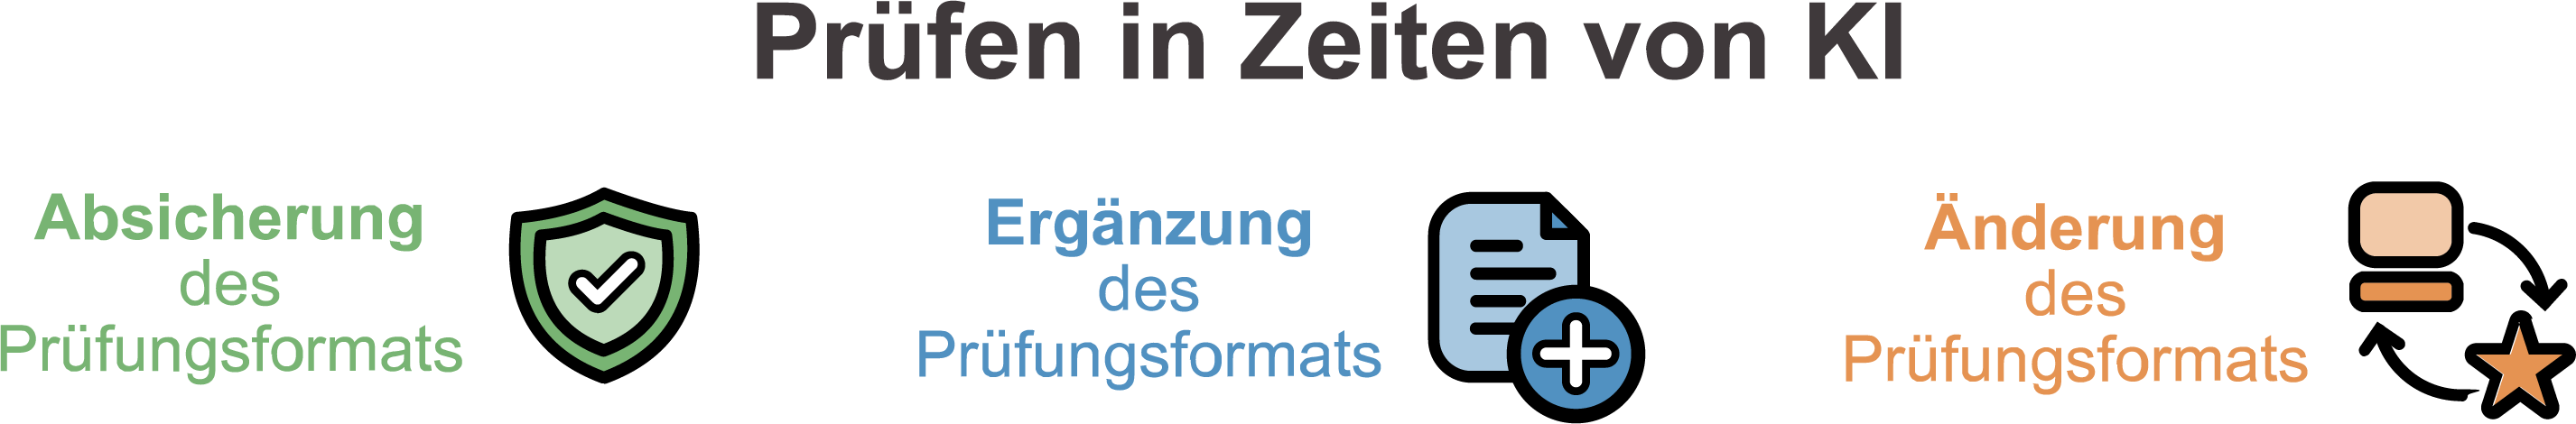 Prüfen in Zeiten von KI
Absicherung
des
Prüfungsformats
Ergänzung
des
Prüfungsformats
Änderung
des
Prüfungsformats